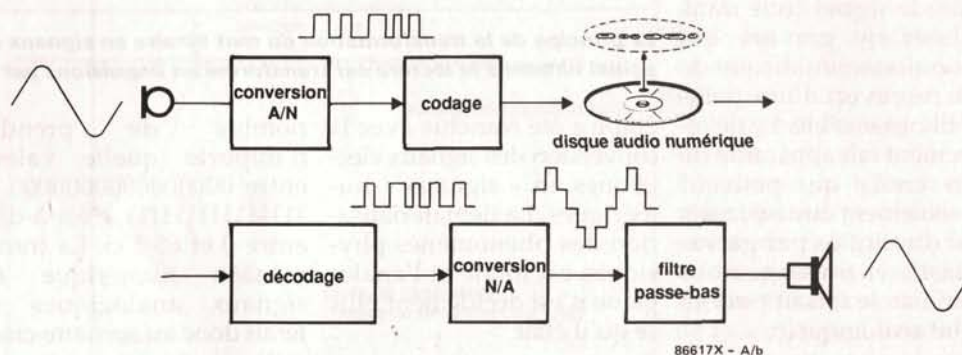 conversion
A/N
codage
disque audio numérique
décodage
conversion
N/A
filtre
passe-bas
86617X - A/b